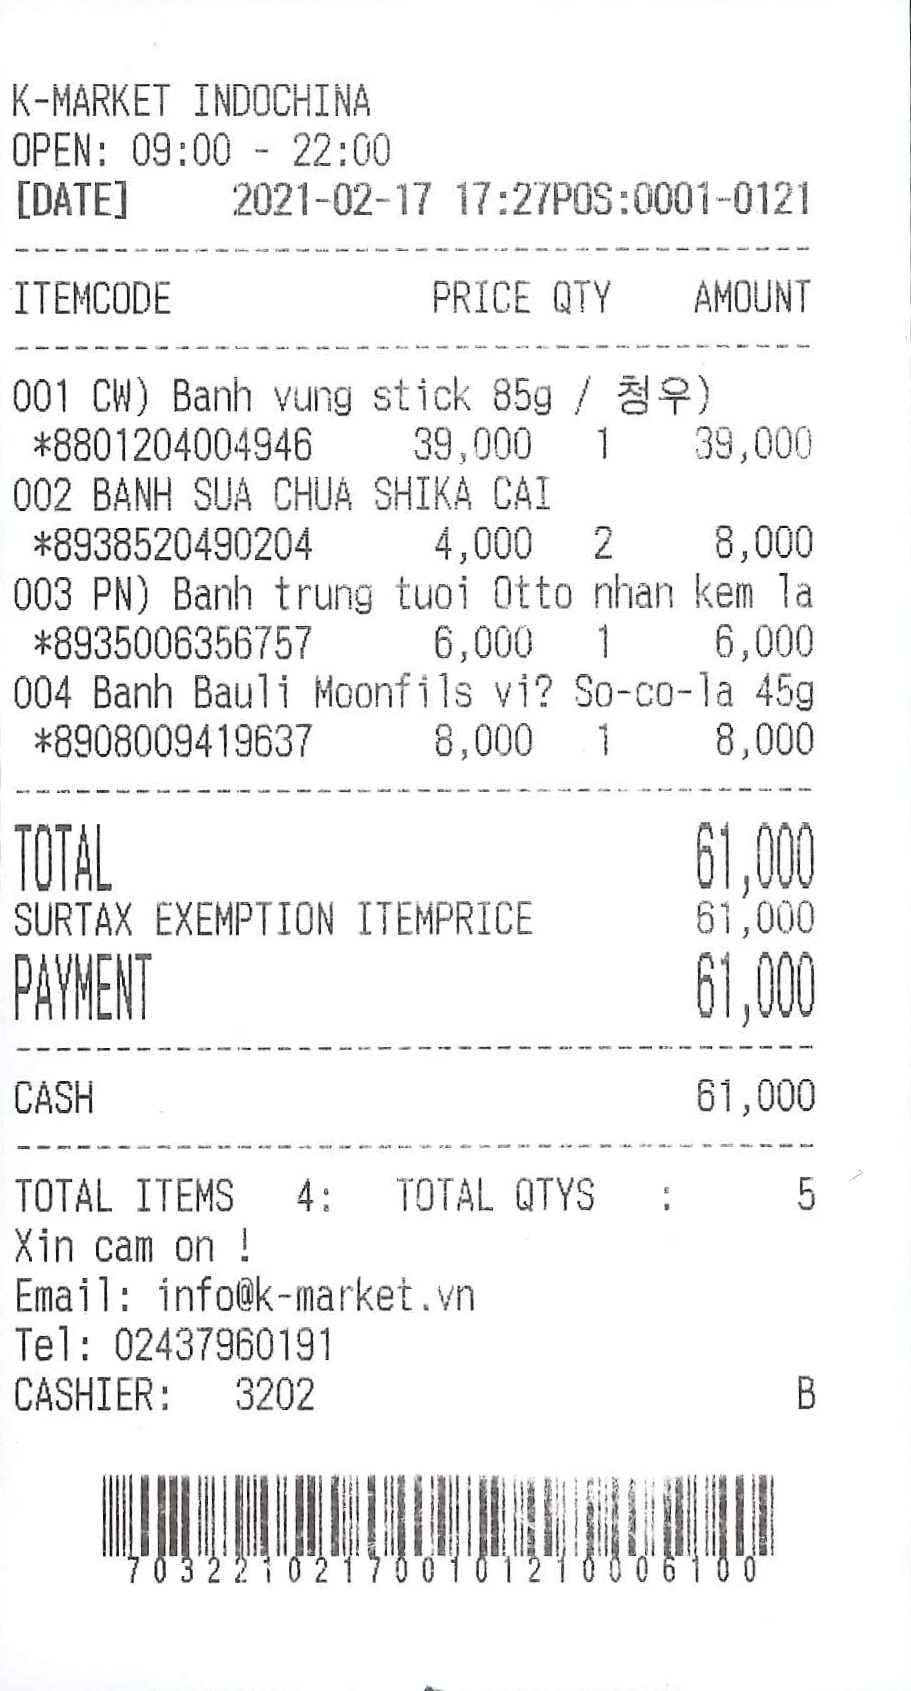 K-MARKET INDOCHINA
OPEN: 09:00 - 22:00
[DATE] 2021-02-17 17:27POS:0001-0121
ITEMCODE PRICE QTY AMOUNT
001 CW) Banh vung stick 85g / 청우)
*8801204004946 39,000 1 39,000
002 BANH SUA CHUA SHIKA CAI
*8938520490204 4,000 2 8,000
003 PN) Banh trung tuoi Otto nhan kem la
*8935006356757 6,000 1 6,000
004 Banh Bauli Moonfils vi? So-co-la 45g
*8908009419637 8,000 1 8,000
TOTAL 61,000
SURTAX EXEMPTION ITEMPRICE 61,000
PAYMENT 61,000
CASH 61,000
TOTAL ITEMS 4: TOTAL QTYS : 5
Xin cam on !
Email: info@k-market.vn
Tel: 02437960191
CASHIER: 3202 B
703221021700101210006100